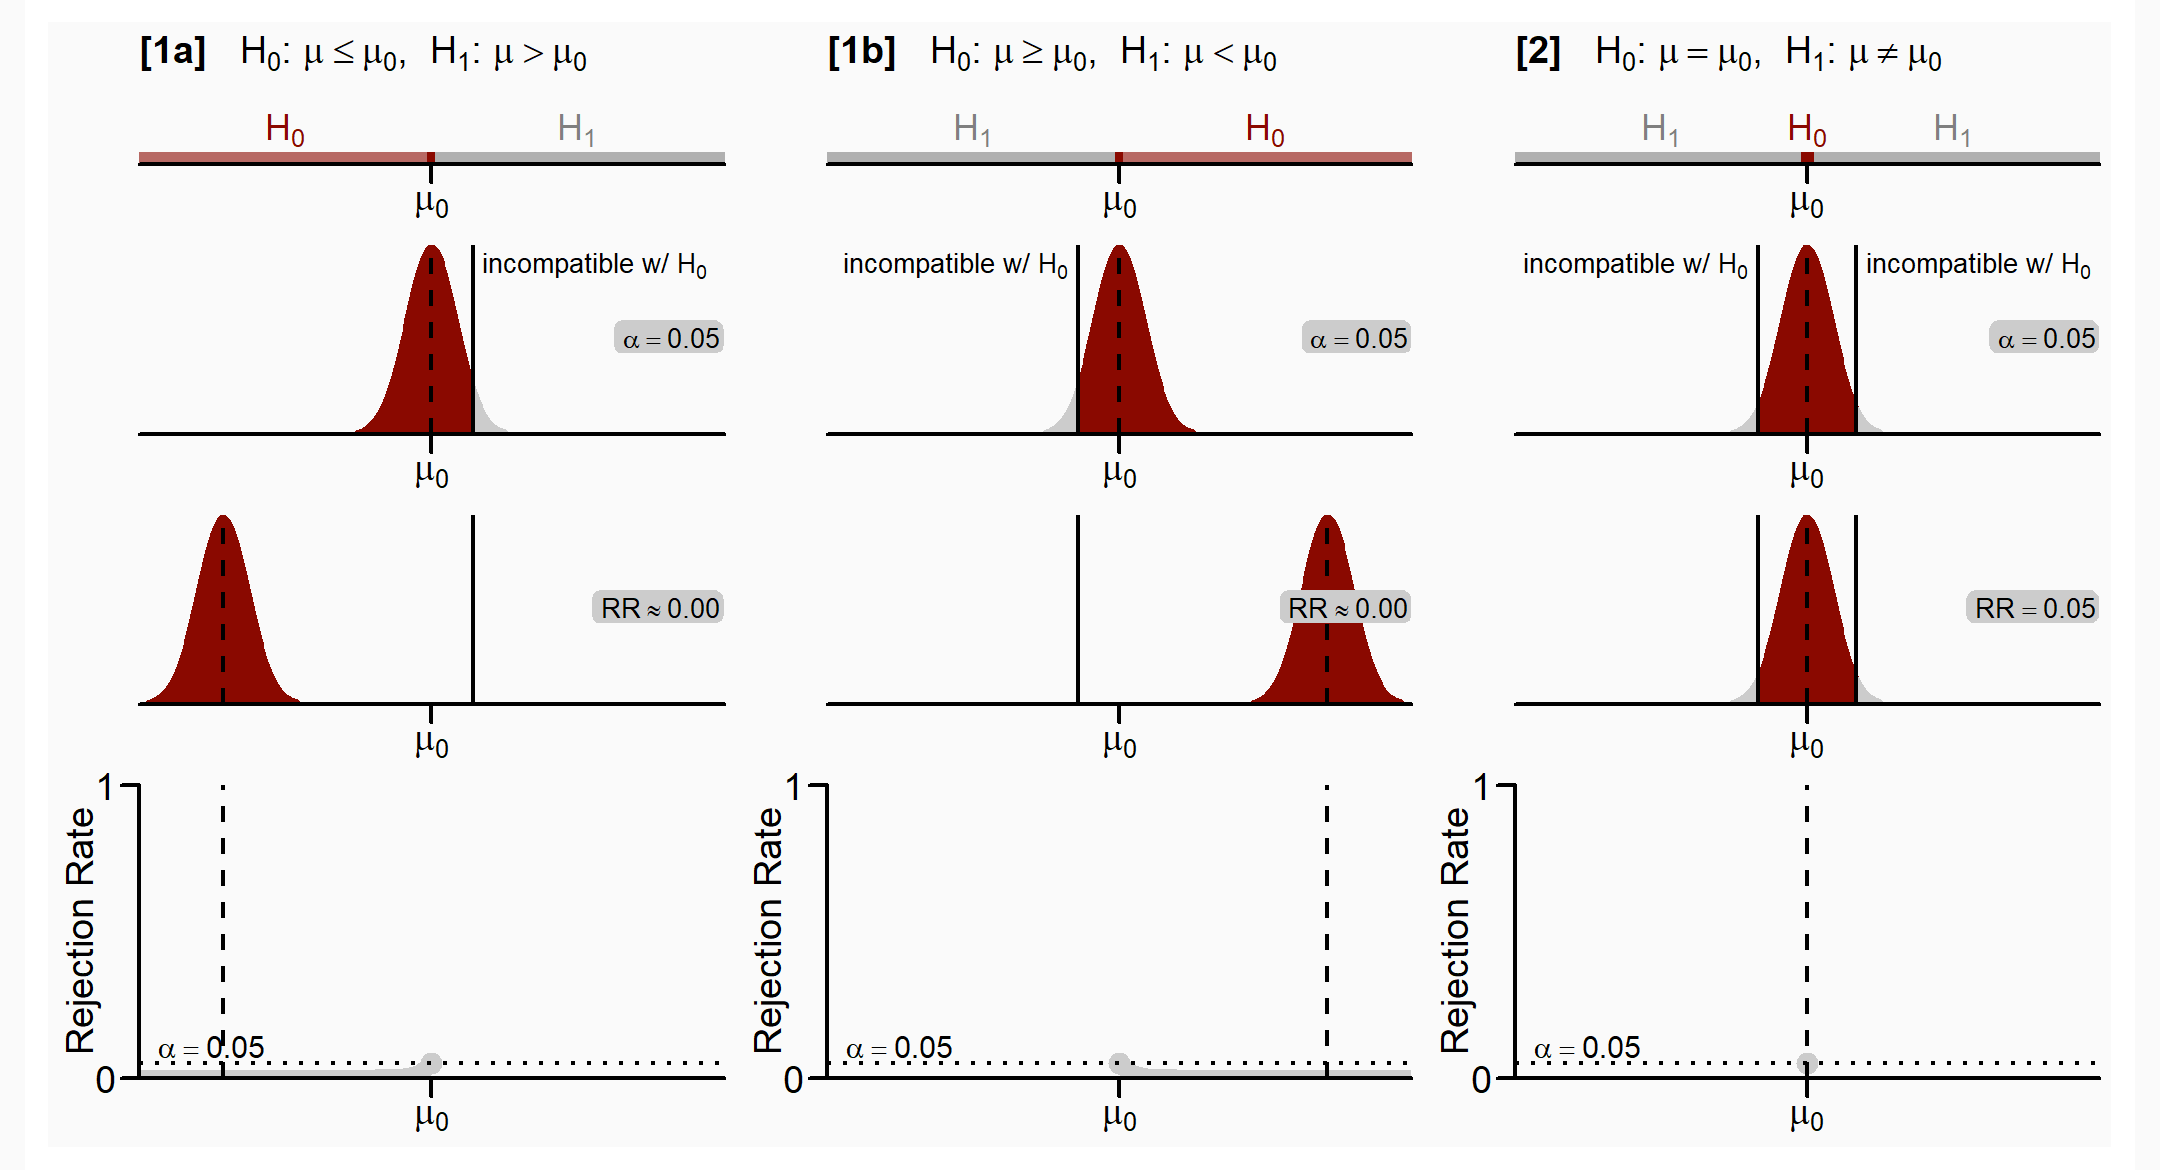 [1a] H₀: μ ≤ μ₀, H₁: μ > μ₀
H₀ H₁
μ₀
incompatible w/ H₀
α = 0.05
μ₀
RR ≈ 0.00
μ₀
1
Rejection Rate
α = 0.05
0
μ₀
[1b] H₀: μ ≥ μ₀, H₁: μ < μ₀
H₁ H₀
μ₀
incompatible w/ H₀
α = 0.05
μ₀
RR ≈ 0.00
μ₀
1
Rejection Rate
α = 0.05
0
μ₀
[2] H₀: μ = μ₀, H₁: μ ≠ μ₀
H₁ H₀ H₁
μ₀
incompatible w/ H₀ incompatible w/ H₀
α = 0.05
μ₀
RR = 0.05
μ₀
1
Rejection Rate
α = 0.05
0
μ₀